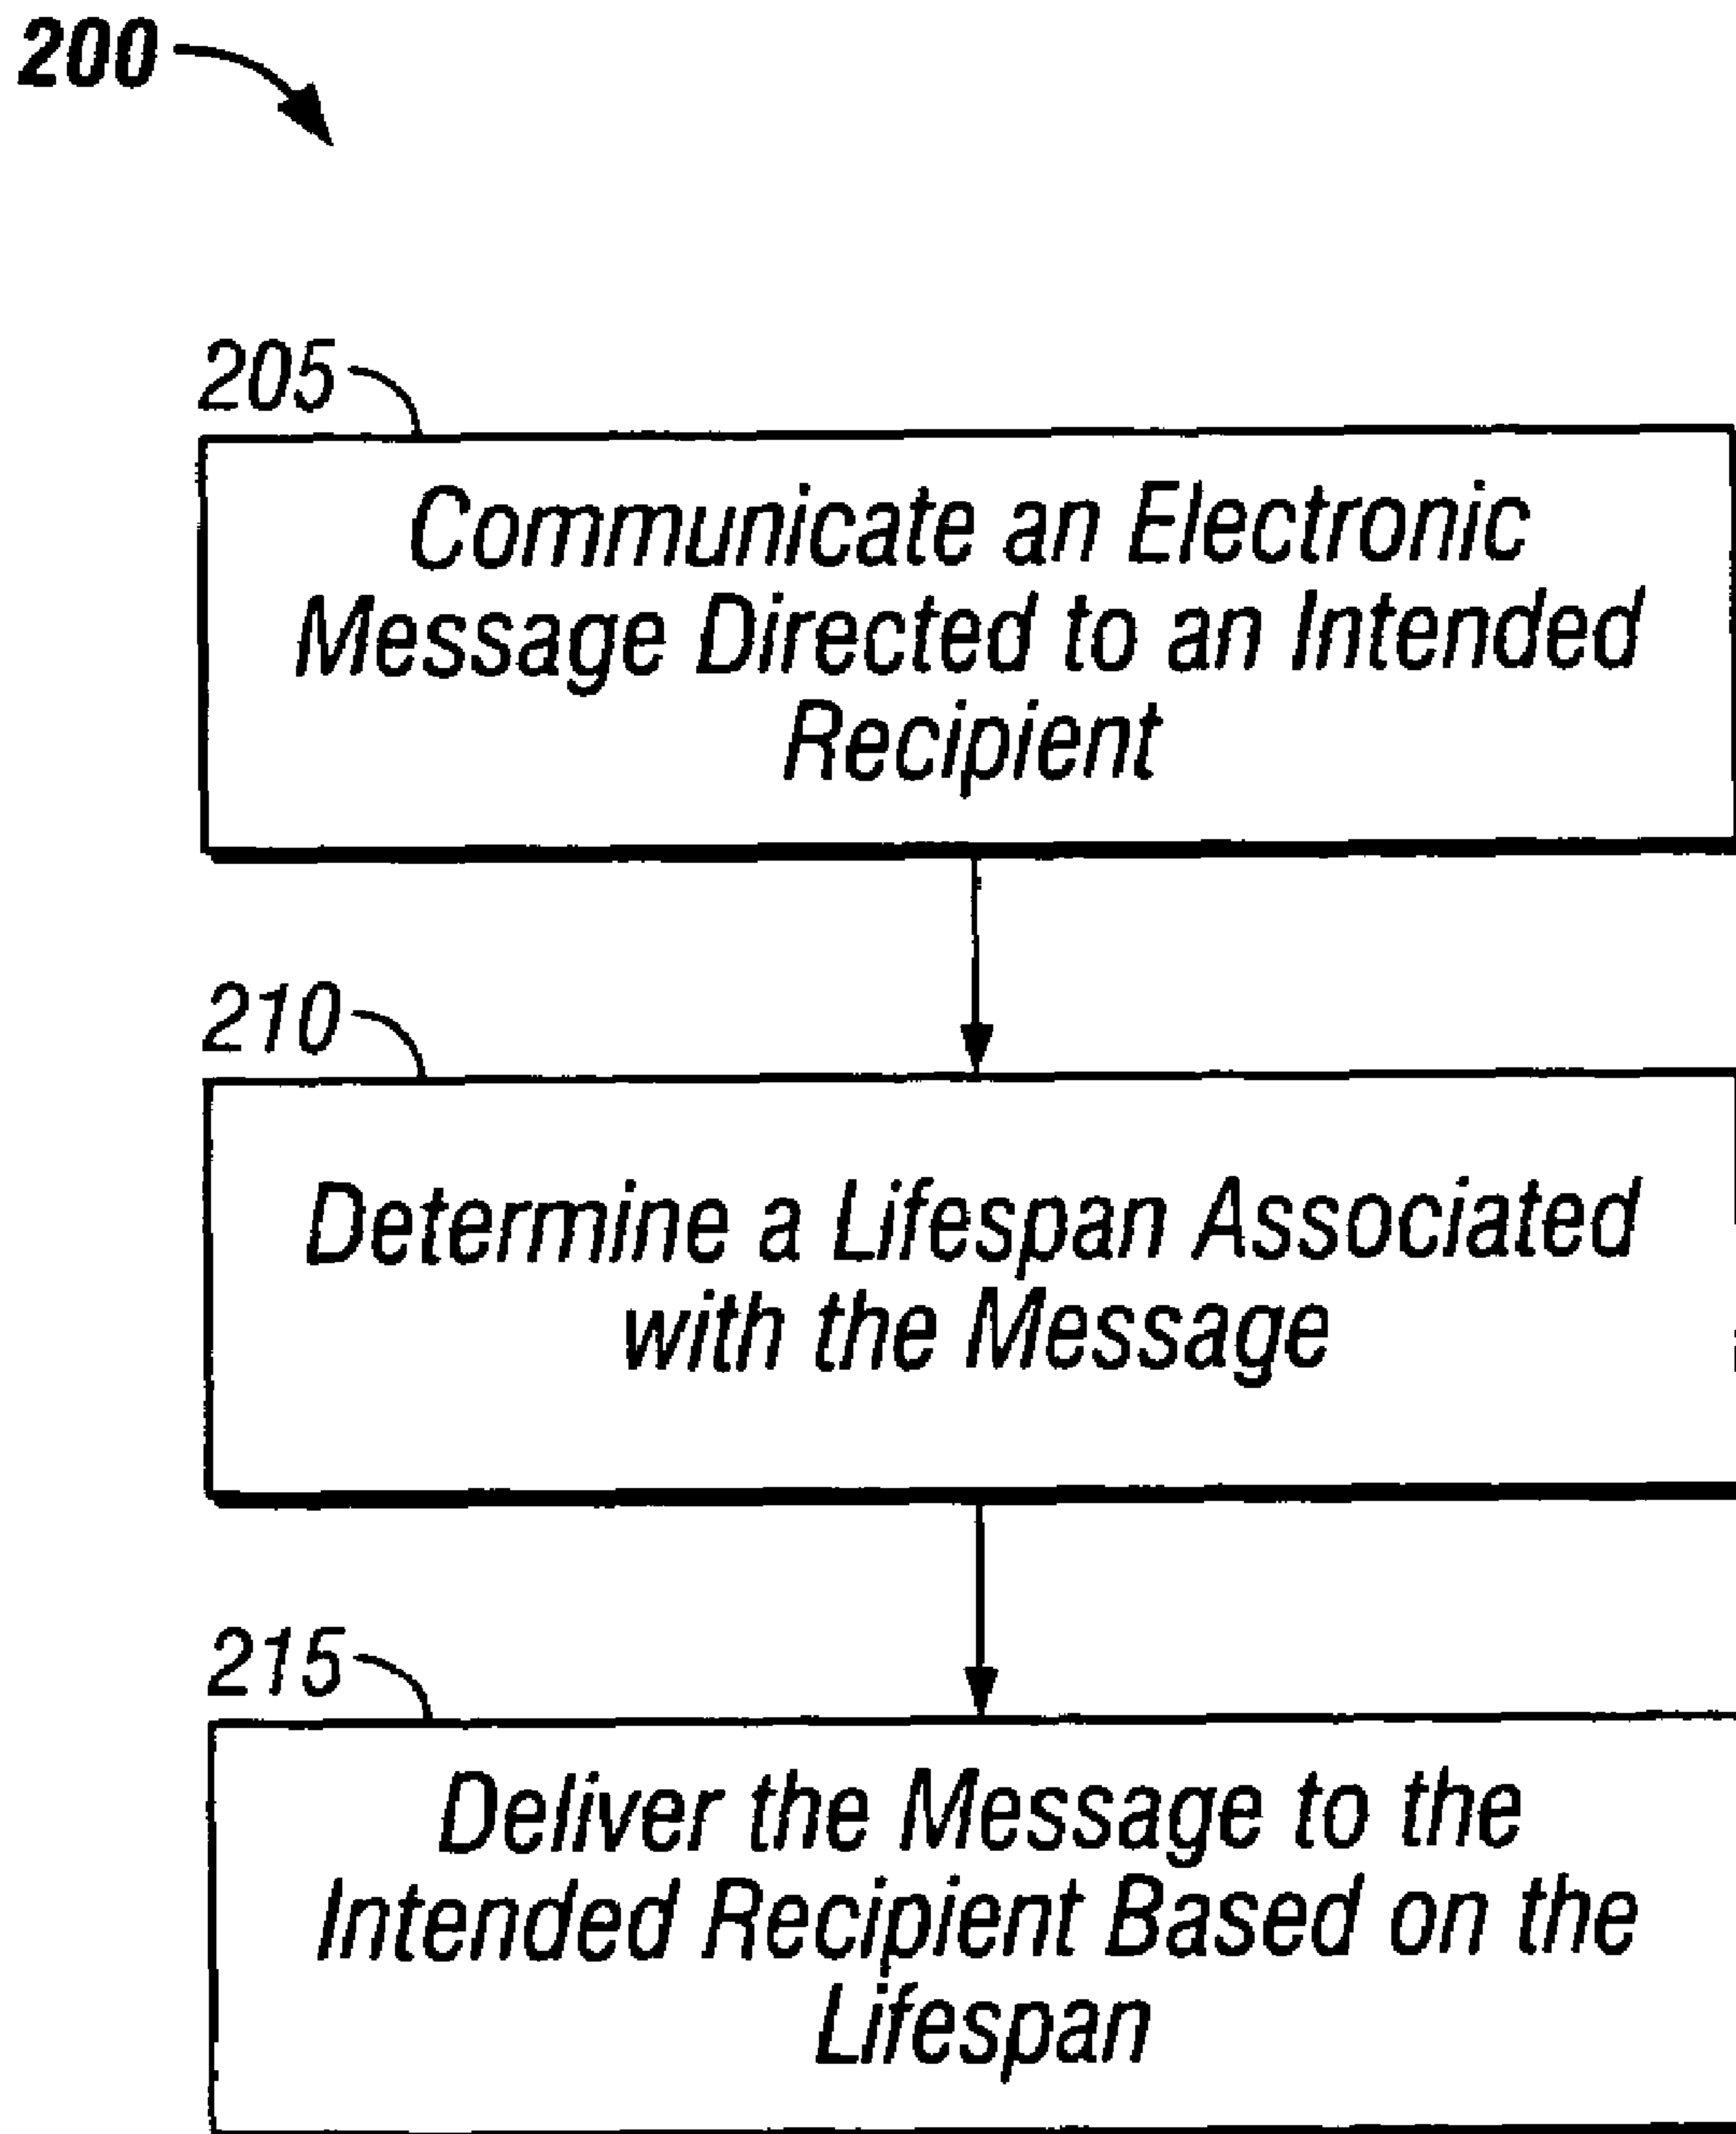 200
205
Communicate an Electronic
Message Directed to an Intended
Recipient
210
Determine a Lifespan Associated
with the Message
215
Deliver the Message to the
Intended Recipient Based on the
Lifespan